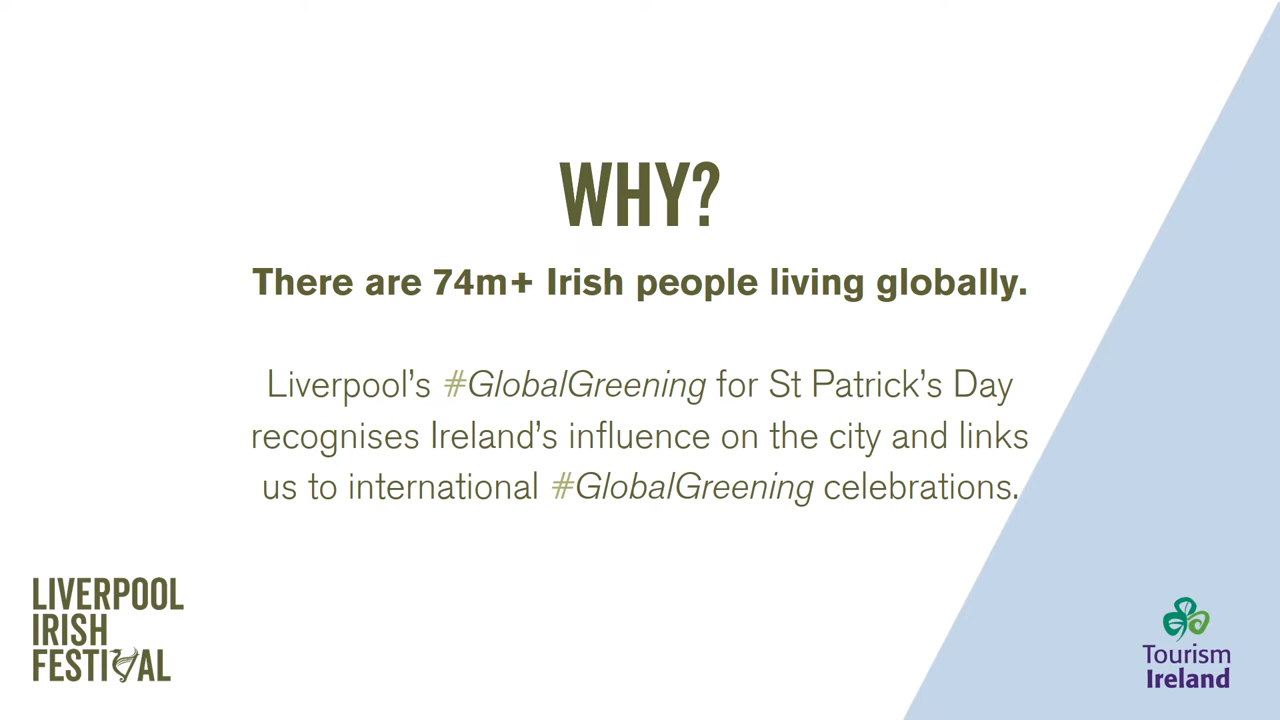 WHY?
There are 74m+ Irish people living globally.
Liverpool’s #GlobalGreening for St Patrick’s Day
recognises Ireland’s influence on the city and links
us to international #GlobalGreening celebrations.
LIVERPOOL
IRISH
FESTIVAL
Tourism
Ireland